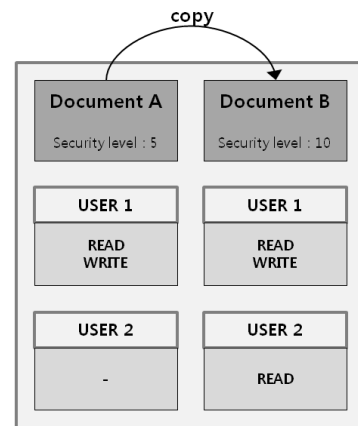 copy
Document A
Security level : 5
Document B
Security level : 10
USER 1
READ
WRITE
USER 1
READ
WRITE
USER 2
-
USER 2
READ